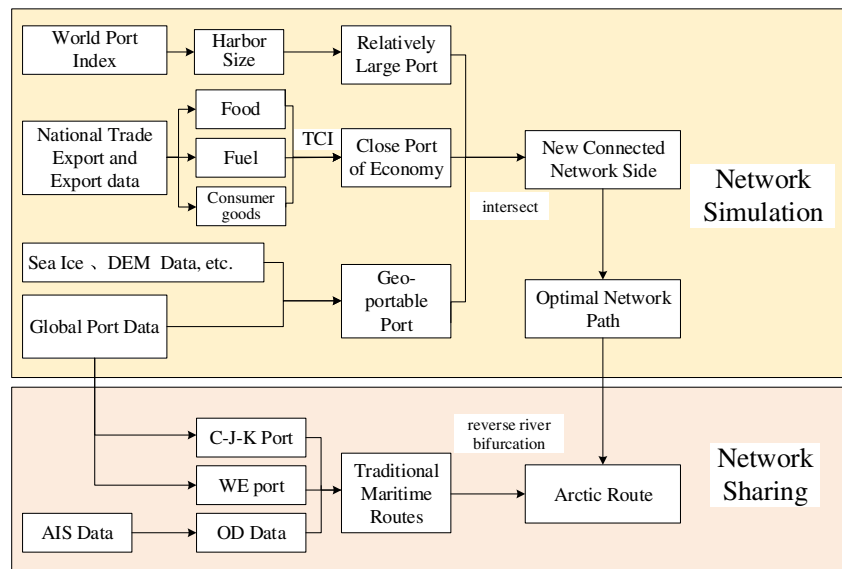 World Port
Index
Harbor
Size
Relatively
Large Port
National Trade
Export and
Export data
Food
Fuel
Consumer
goods
TCI
Close Port
of Economy
New Connected
Network Side
Network
Simulation
intersect
Sea Ice 、DEM Data, etc.
Global Port Data
Geo-
portable
Port
Optimal Network
Path
C-J-K Port
WE port
AIS Data
OD Data
Traditional
Maritime
Routes
reverse river
bifurcation
Arctic Route
Network
Sharing